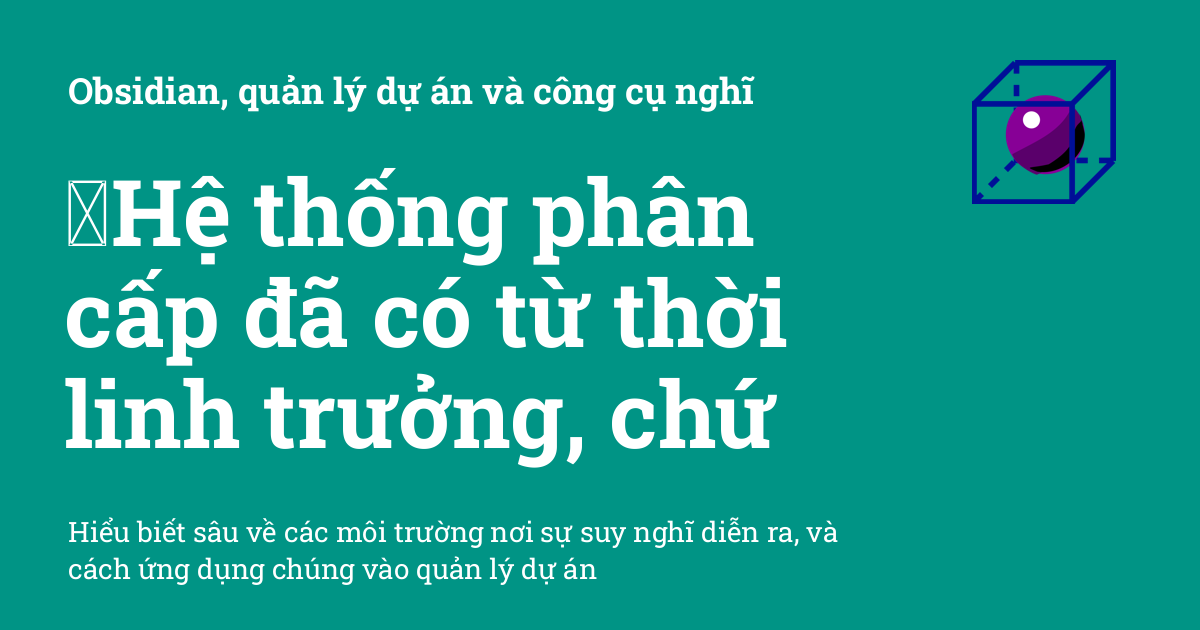 Obsidian, quản lý dự án và công cụ nghĩ
Hệ thống phân
cấp đã có từ thời
linh trưởng, chứ
Hiểu biết sâu về các môi trường nơi sự suy nghĩ diễn ra, và
cách ứng dụng chúng vào quản lý dự án